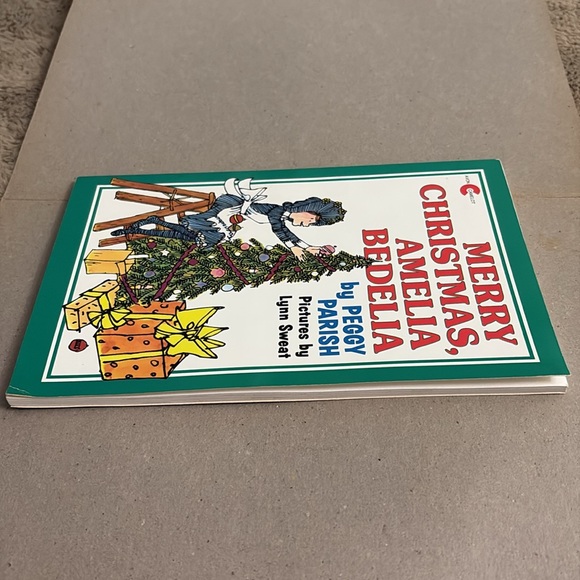 MERRY
CHRISTMAS,
AMELIA
BEDELIA
by PEGGY
PARISH
Pictures by
Lynn Sweat